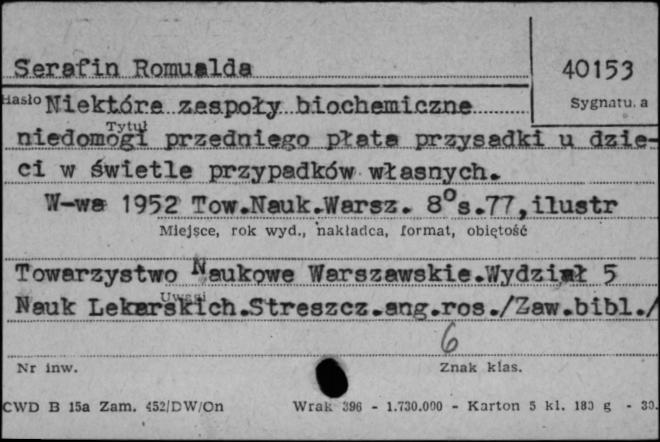 Serafin Romualda
40153
Hasło Niektóre zespoły biochemiczne
Sygnatu.a
Tytuł
niedomogi przedniego płata przysadki u dzie-
ci w świetle przypadków własnych.
W-wa 1952 Tow.Nauk.Warsz. 8°s.77,ilustr
Miejsce, rok wyd., nakładca, format, objętość
Towarzystwo Naukowe Warszawskie.Wydział 5
Uwagi
Nauk Lekarskich.Streszcz.ang.ros./Zaw.bibl./
6
Nr inw.
Znak klas.
CWD B 15a Zam. 452/DW/On
Wrak 396 - 1.730.000 - Karton 5 kl. 180 g - 30.